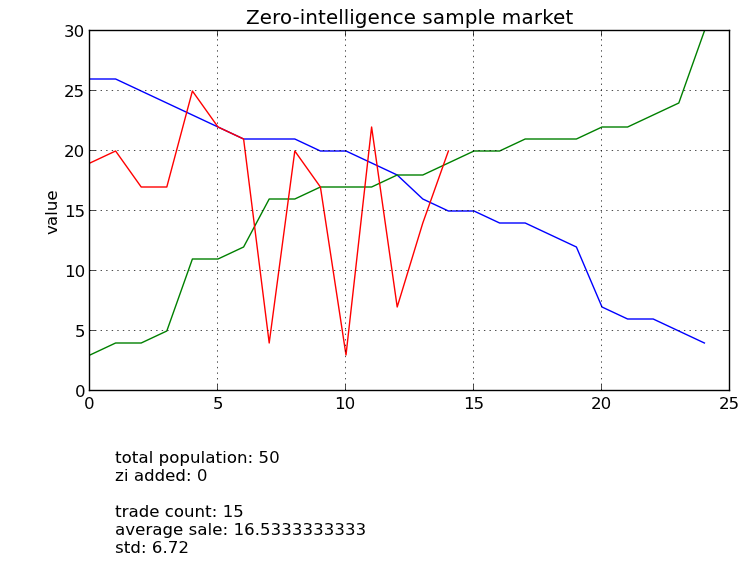 Zero-intelligence sample market
30
25
20
15
10
5
0
value
0 5 10 15 20 25
total population: 50
zi added: 0
trade count: 15
average sale: 16.5333333333
std: 6.72